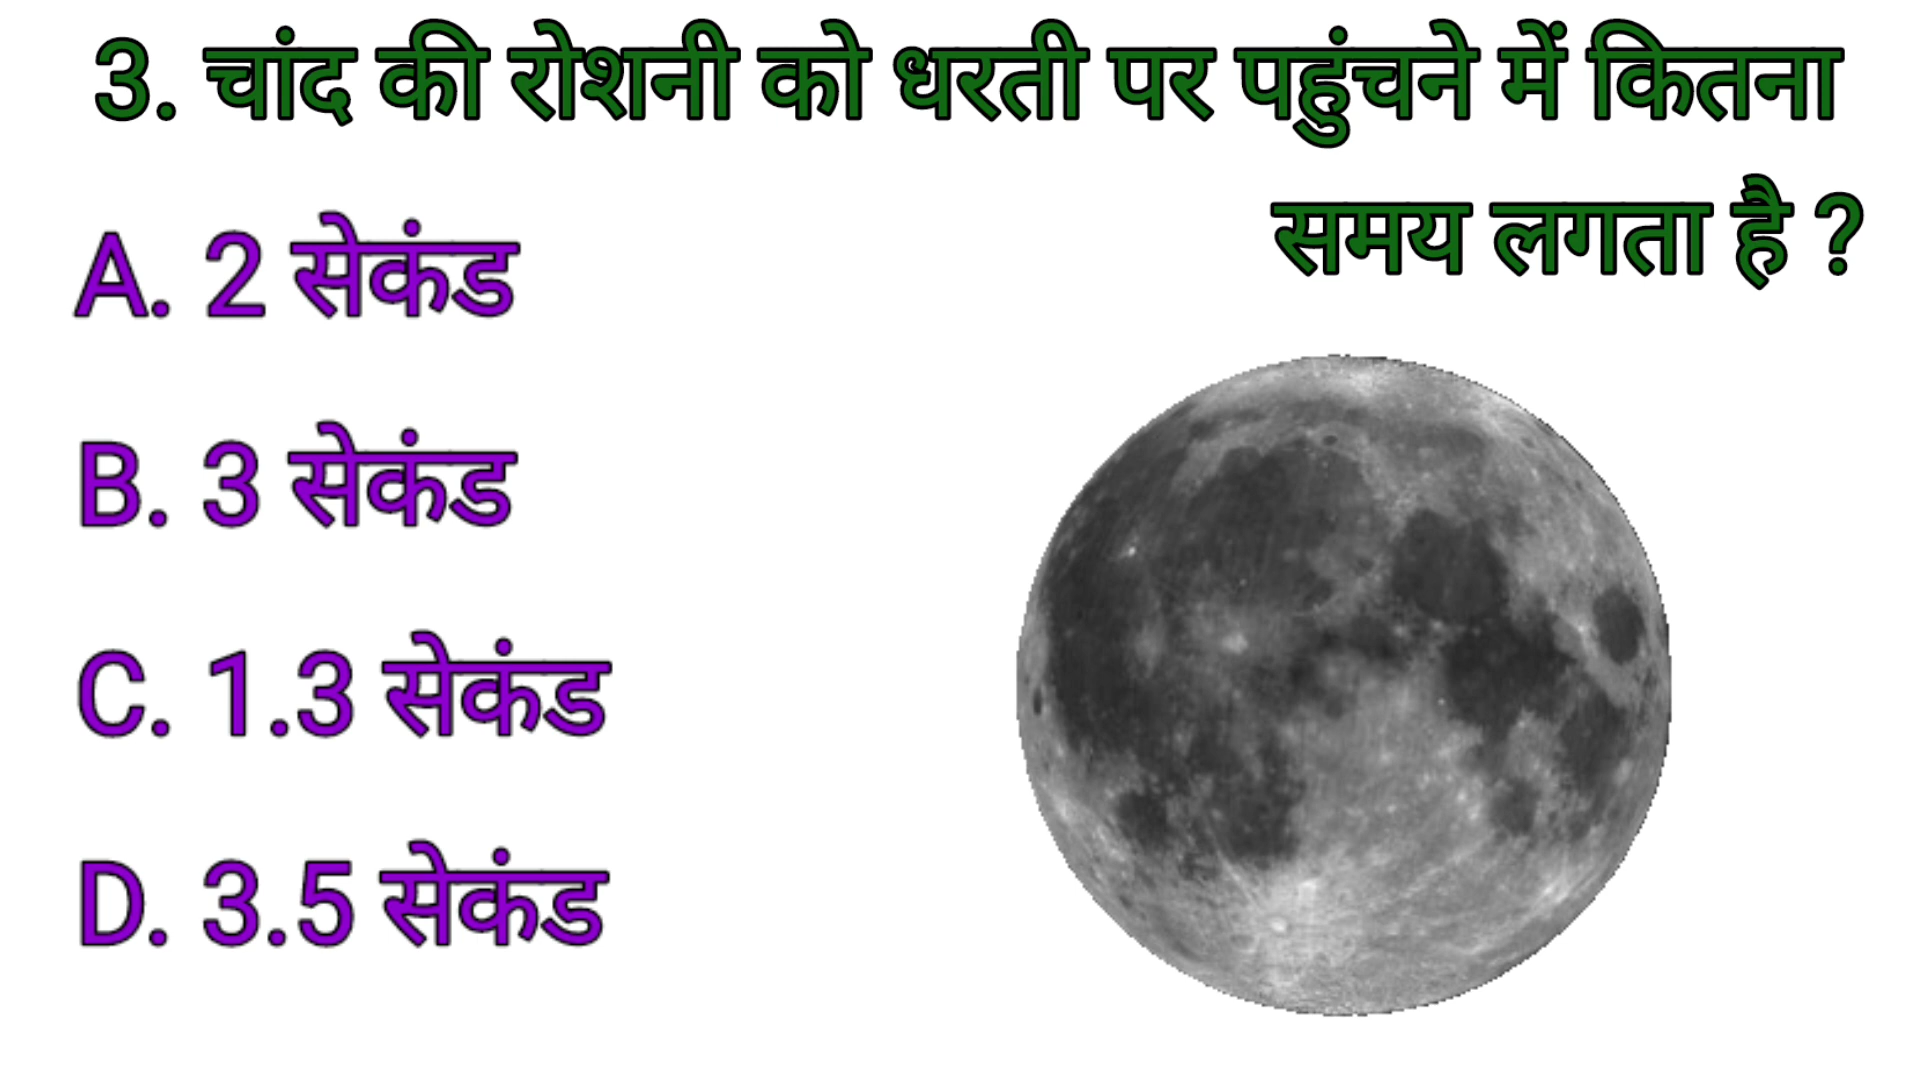 3. चांद की रोशनी को धरती पर पहुंचने में कितना
समय लगता है ?
A. 2 सेकंड
B. 3 सेकंड
C. 1.3 सेकंड
D. 3.5 सेकंड